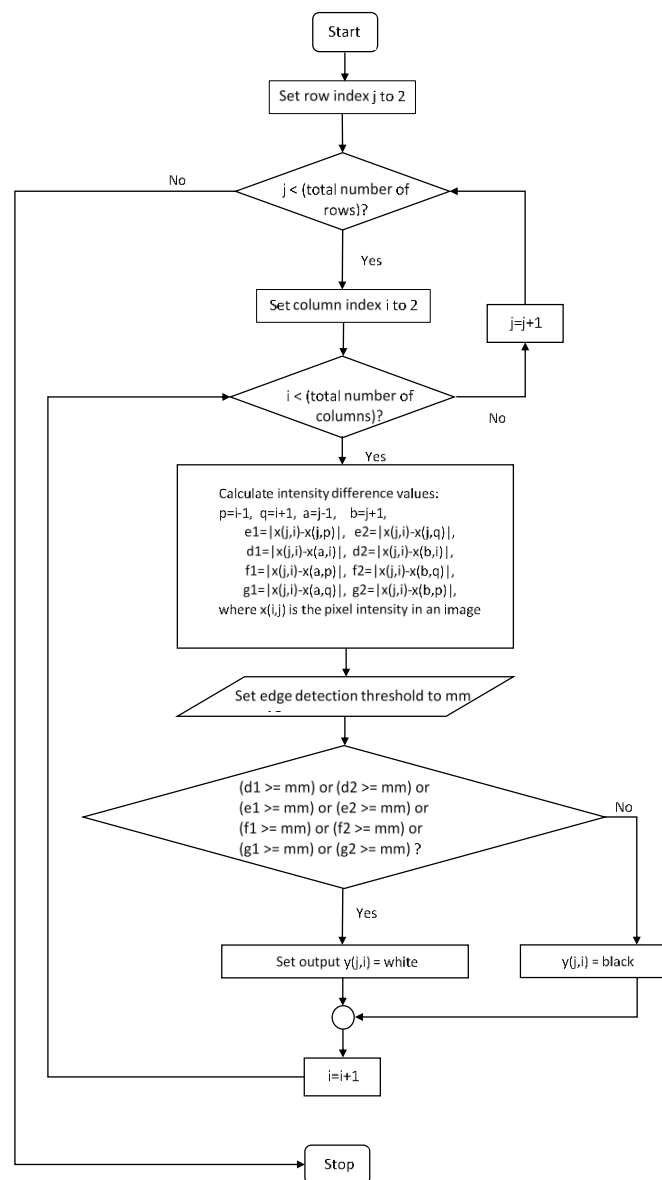 Start
Set row index j to 2
No
j < (total number of
rows)?
Yes
Set column index i to 2
j=j+1
i < (total number of
columns)?
No
Yes
Calculate intensity difference values:
p=i-1, q=i+1, a=j-1, b=j+1,
e1=|x(j,i)-x(j,p)|, e2=|x(j,i)-x(j,q)|,
d1=|x(j,i)-x(a,i)|, d2=|x(j,i)-x(b,i)|,
f1=|x(j,i)-x(a,p)|, f2=|x(j,i)-x(b,q)|,
g1=|x(j,i)-x(a,q)|, g2=|x(j,i)-x(b,p)|,
where x(i,j) is the pixel intensity in an image
Set edge detection threshold to mm
(d1 >= mm) or (d2 >= mm) or
(e1 >= mm) or (e2 >= mm) or
(f1 >= mm) or (f2 >= mm) or
(g1 >= mm) or (g2 >= mm) ?
No
Yes
Set output y(j,i) = white
y(j,i) = black
i=i+1
Stop